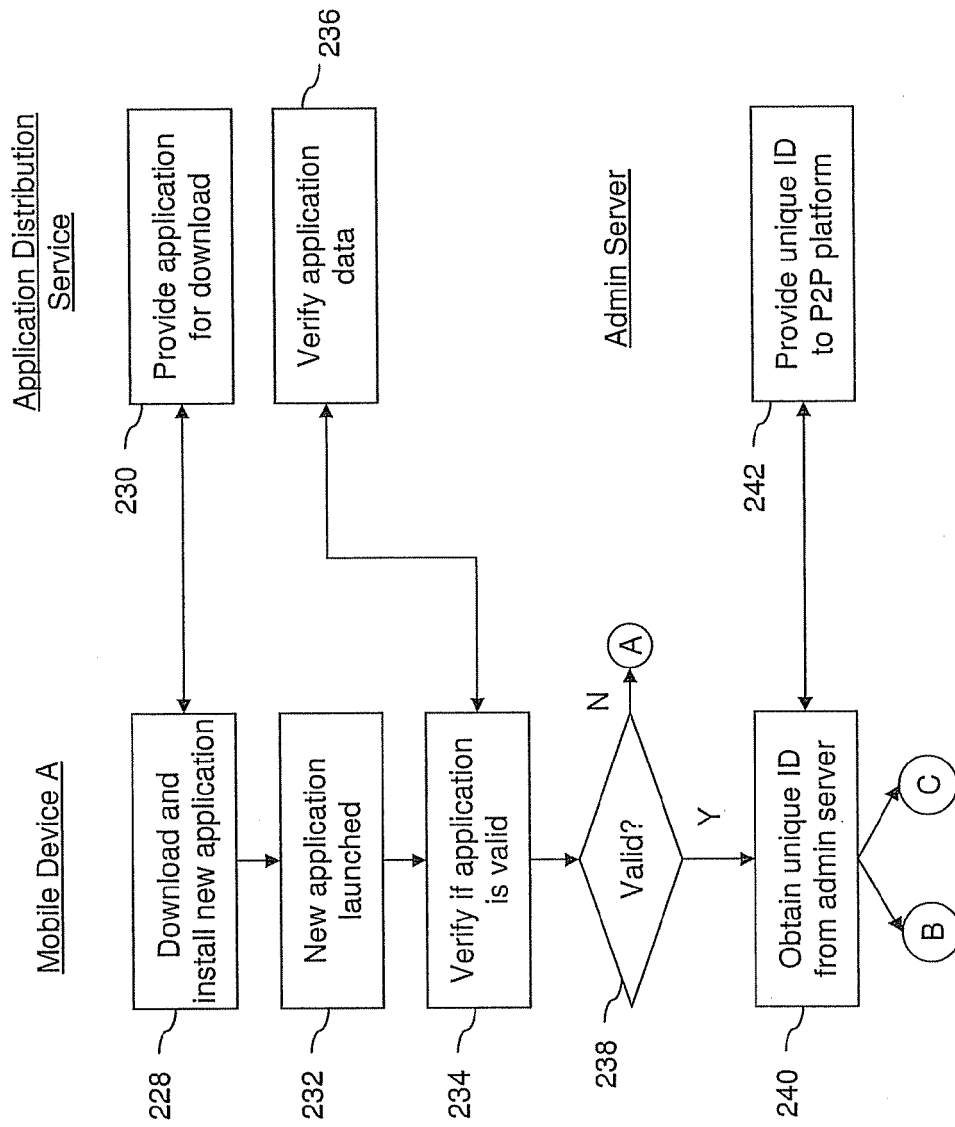 Mobile Device A
Application Distribution
Service
228
Download and
install new application
230
Provide application
for download
232
New application
launched
234
Verify if application
is valid
236
Verify application
data
238
Valid?
N
A
Y
Admin Server
240
Obtain unique ID
from admin server
242
Provide unique ID
to P2P platform
B
C